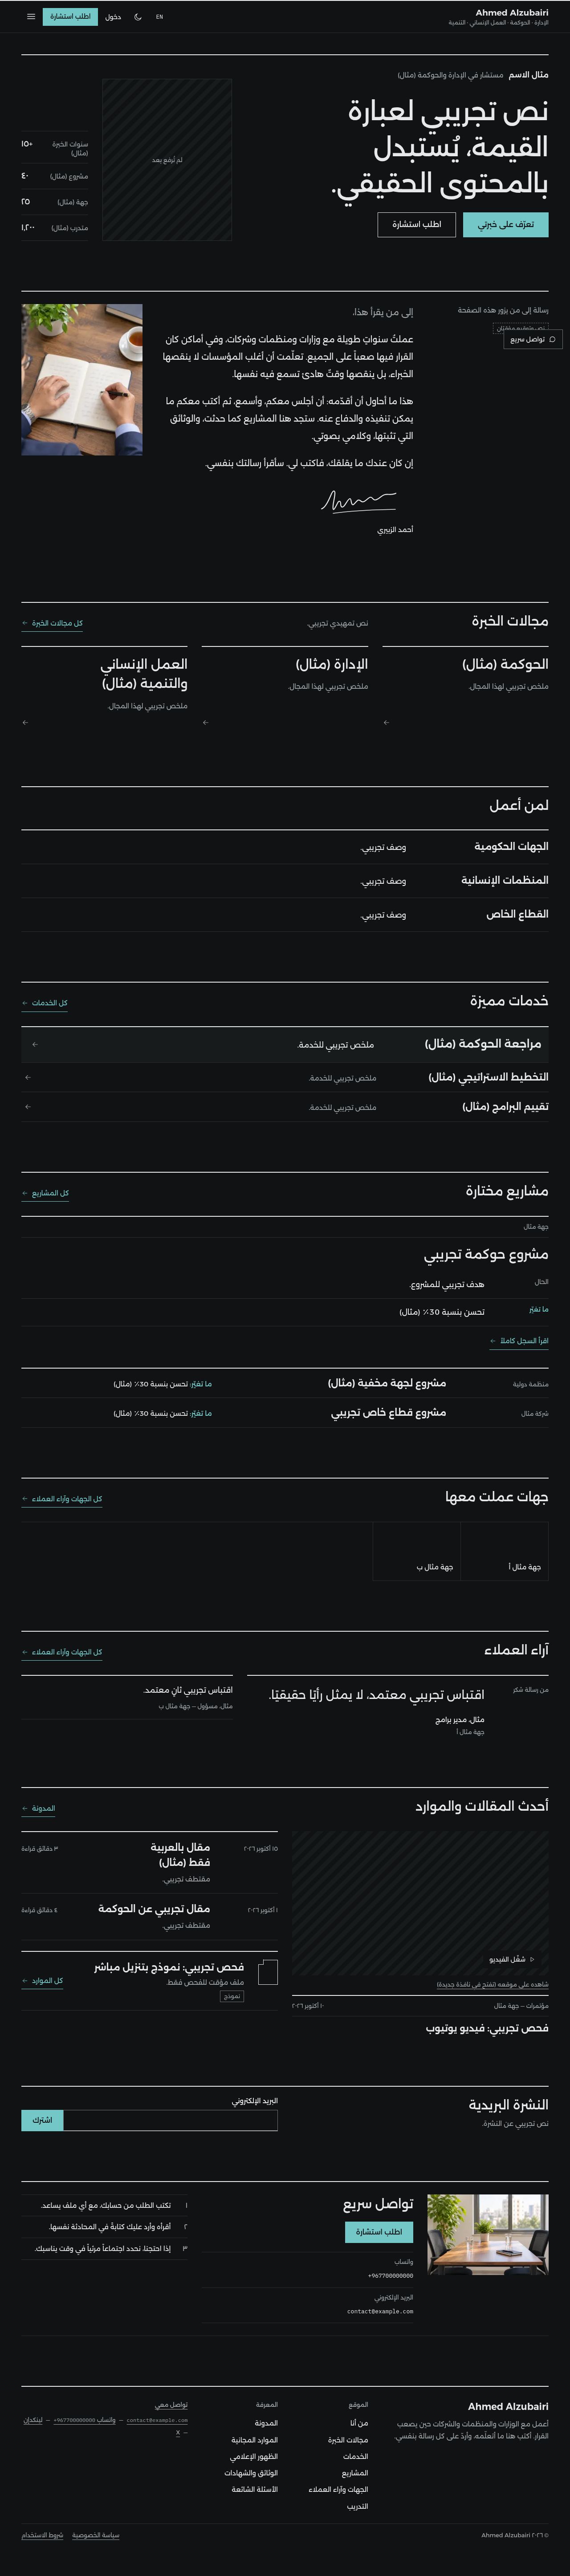 Ahmed Alzubairi
الإدارة · الحوكمة · العمل الإنساني · التنمية
EN
دخول
اطلب استشارة
مثال الاسم مستشار في الإدارة والحوكمة (مثال)
نص تجريبي لعبارة
القيمة، يُستبدل
بالمحتوى الحقيقي.
تعرّف على خبرتي
اطلب استشارة
لم تُرفع بعد
سنوات الخبرة (مثال)
+١٥
مشروع (مثال)
٤٠
جهة (مثال)
٢٥
متدرب (مثال)
١٬٢٠٠
رسالة إلى من يزور هذه الصفحة
تواصل سريع
إلى من يقرأ هذا،
عملتُ سنواتٍ طويلة مع وزارات ومنظمات وشركات، وفي أماكن كان
القرار فيها صعباً على الجميع. تعلّمت أن أغلب المؤسسات لا ينقصها
الخبراء، بل ينقصها وقتٌ هادئ تسمع فيه نفسها.
هذا ما أحاول أن أقدّمه: أن أجلس معكم، وأسمع، ثم أكتب معكم ما
يمكن تنفيذه والدفاع عنه. ستجد هنا المشاريع كما حدثت، والوثائق
التي تثبتها، وكلامي بصوتي.
إن كان عندك ما يقلقك، فاكتب لي. سأقرأ رسالتك بنفسي.
أحمد الزبيري
مجالات الخبرة
نص تمهيدي تجريبي.
كل مجالات الخبرة
الحوكمة (مثال)
ملخص تجريبي لهذا المجال.
الإدارة (مثال)
ملخص تجريبي لهذا المجال.
العمل الإنساني
والتنمية (مثال)
ملخص تجريبي لهذا المجال.
لمن أعمل
الجهات الحكومية
وصف تجريبي.
المنظمات الإنسانية
وصف تجريبي.
القطاع الخاص
وصف تجريبي.
خدمات مميزة
كل الخدمات
مراجعة الحوكمة (مثال)
ملخص تجريبي للخدمة.
التخطيط الاستراتيجي (مثال)
ملخص تجريبي للخدمة.
تقييم البرامج (مثال)
ملخص تجريبي للخدمة.
مشاريع مختارة
كل المشاريع
جهة مثال
مشروع حوكمة تجريبي
الحال
هدف تجريبي للمشروع.
ما تغيّر
تحسن بنسبة 30٪ (مثال)
اقرأ السجل كاملاً
منظمة دولية
مشروع لجهة مخفية (مثال)
ما تغيّر: تحسن بنسبة 30٪ (مثال)
شركة مثال
مشروع قطاع خاص تجريبي
ما تغيّر: تحسن بنسبة 30٪ (مثال)
جهات عملت معها
كل الجهات وآراء العملاء
جهة مثال أ
جهة مثال ب
آراء العملاء
كل الجهات وآراء العملاء
من رسالة شكر
اقتباس تجريبي معتمد، لا يمثل رأيًا حقيقيًا.
مثال، مدير برامج
جهة مثال أ
اقتباس تجريبي ثانٍ معتمد.
مثال، مسؤول — جهة مثال ب
أحدث المقالات والموارد
المدونة
شغّل الفيديو
شاهده على موقعه (تفتح في نافذة جديدة)
مؤتمرات — جهة مثال
١٠ أكتوبر ٢٠٢٦
فحص تجريبي: فيديو يوتيوب
١٥ أكتوبر ٢٠٢٦
مقال بالعربية
فقط (مثال)
مقتطف تجريبي.
٣ دقائق قراءة
١ أكتوبر ٢٠٢٦
مقال تجريبي عن الحوكمة
مقتطف تجريبي.
٤ دقائق قراءة
فحص تجريبي: نموذج بتنزيل مباشر
ملف مؤقت للفحص فقط.
نموذج
كل الموارد
النشرة البريدية
نص تجريبي عن النشرة.
البريد الإلكتروني
اشترك
تواصل سريع
اطلب استشارة
واتساب
+967700000000
البريد الإلكتروني
contact@example.com
١ تكتب الطلب من حسابك، مع أي ملف يساعد.
٢ أقرأه وأرد عليك كتابةً في المحادثة نفسها.
٣ إذا احتجنا، نحدد اجتماعاً مرئياً في وقت يناسبك.
Ahmed Alzubairi
أعمل مع الوزارات والمنظمات والشركات حين يصعب
القرار. أكتب هنا ما أتعلّمه، وأردّ على كل رسالة بنفسي.
الموقع
من أنا
مجالات الخبرة
الخدمات
المشاريع
الجهات وآراء العملاء
التدريب
المعرفة
المدونة
الموارد المجانية
الظهور الإعلامي
الوثائق والشهادات
الأسئلة الشائعة
تواصل معي
contact@example.com — واتساب +967700000000 — لينكدإن
— X
© ٢٠٢٦ Ahmed Alzubairi
سياسة الخصوصية
شروط الاستخدام